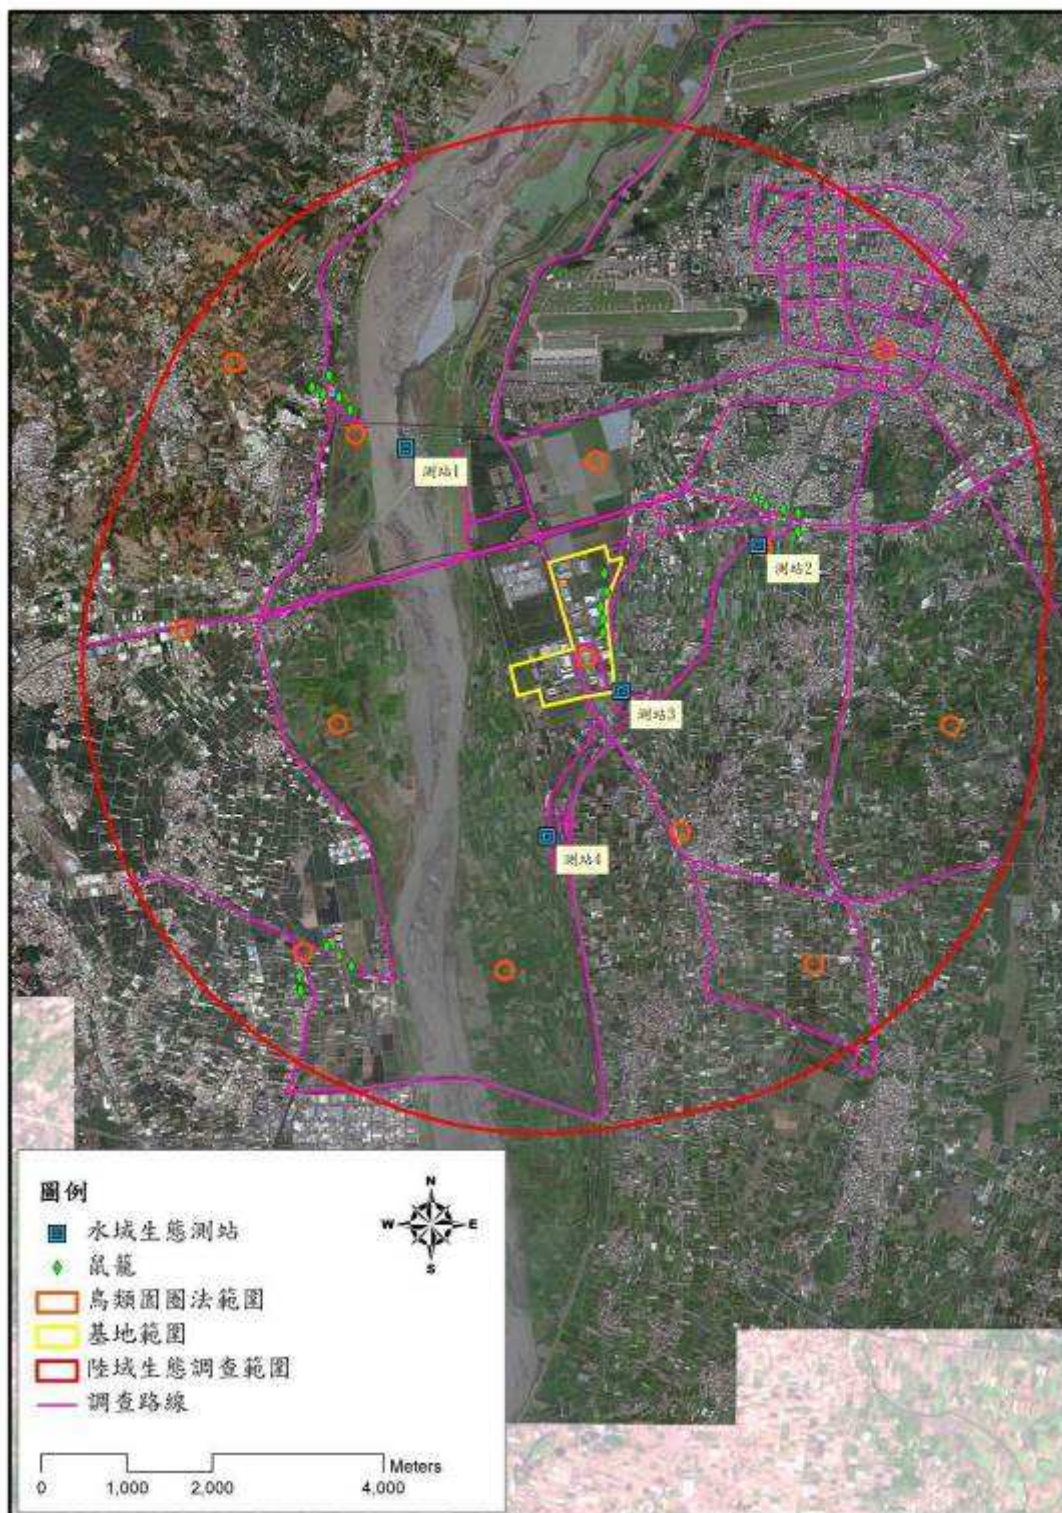 測站1
測站2
測站3
測站4
圖例
水域生態測站
鼠籠
鳥類圓圈法範圍
基地範圍
陸域生態調查範圍
調查路線
N
W
E
S
Meters
0
1,000
2,000
4,000